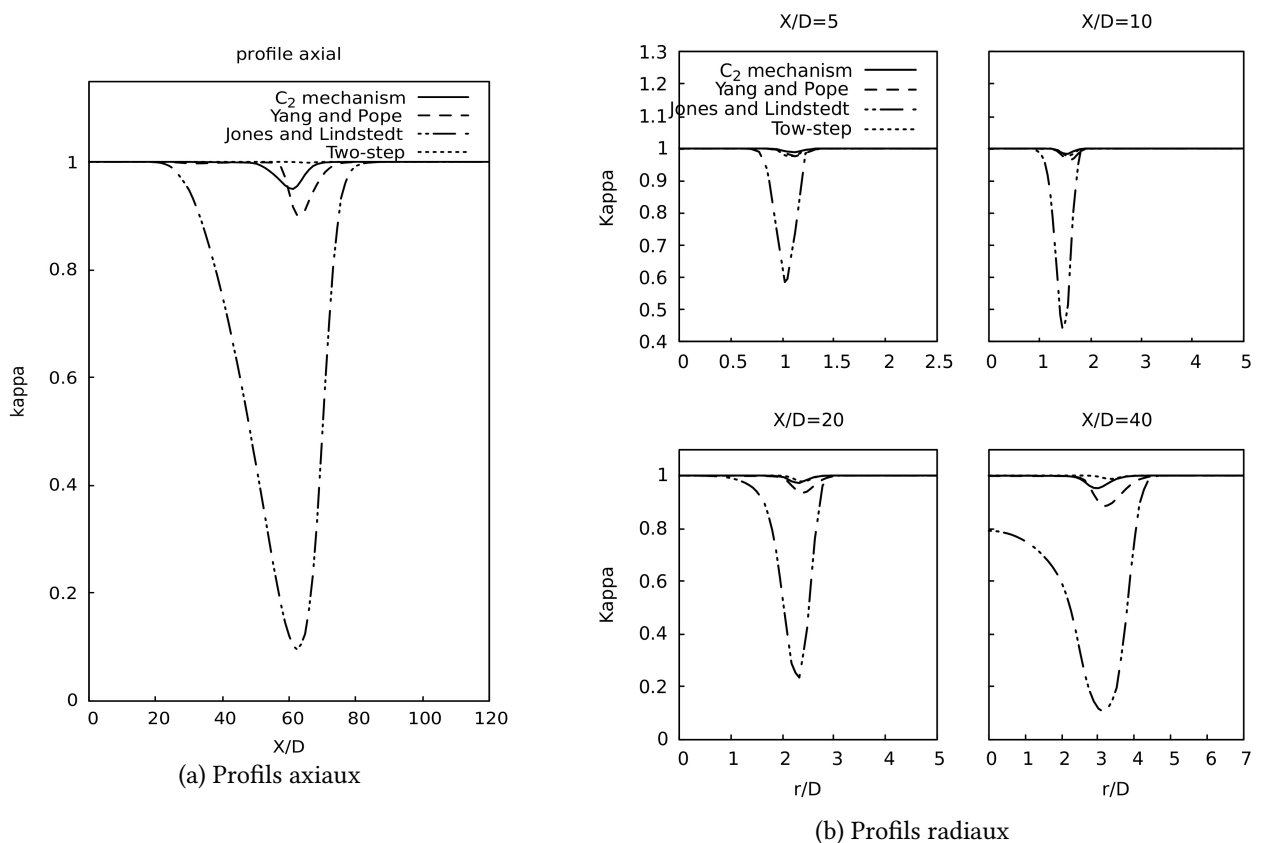 profile axial
C2 mechanism
Yang and Pope
Jones and Lindstedt
Two-step
1
0.8
0.6
0.4
0.2
0
kappa
0 20 40 60 80 100 120
X/D
(a) Profils axiaux
X/D=5
X/D=10
1.3
1.2
1.1
1
0.9
0.8
0.7
0.6
0.5
0.4
C2 mechanism
Yang and Pope
Jones and Lindstedt
Tow-step
Kappa
0 0.5 1 1.5 2 2.5
0 1 2 3 4 5
X/D=20
X/D=40
1
0.8
0.6
0.4
0.2
0
Kappa
0 1 2 3 4 5
0 1 2 3 4 5 6 7
r/D
r/D
(b) Profils radiaux